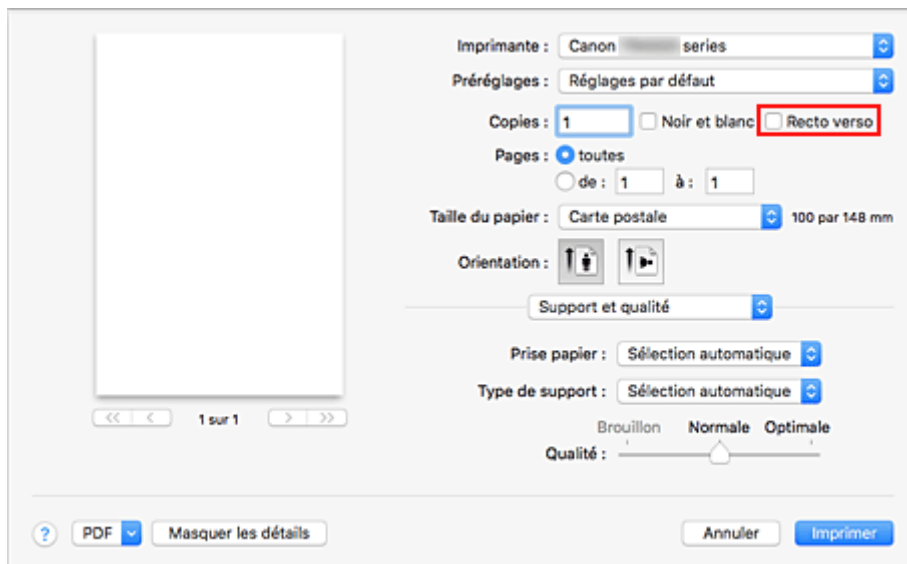 Imprimante : Canon series
Préréglages : Réglages par défaut
Copies : 1 Noir et blanc Recto verso
Pages : toutes
de : 1 à : 1
Taille du papier : Carte postale 100 par 148 mm
Orientation :
Support et qualité
Prise papier : Sélection automatique
Type de support : Sélection automatique
Brouillon Normale Optimale
Qualité :
<< < 1 sur 1 > >>
? PDF Masquer les détails Annuler Imprimer